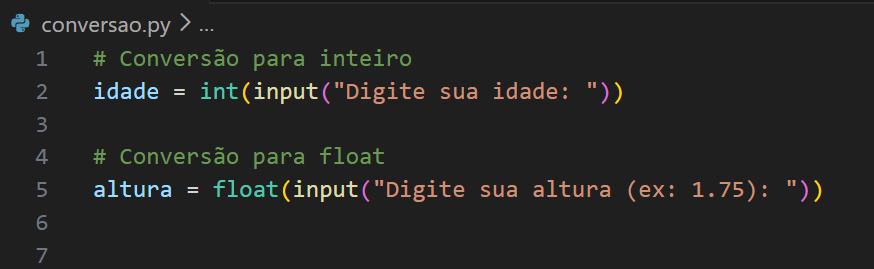 conversao.py > ...
1 # Conversão para inteiro
2 idade = int(input("Digite sua idade: "))
3
4 # Conversão para float
5 altura = float(input("Digite sua altura (ex: 1.75): "))
6
7